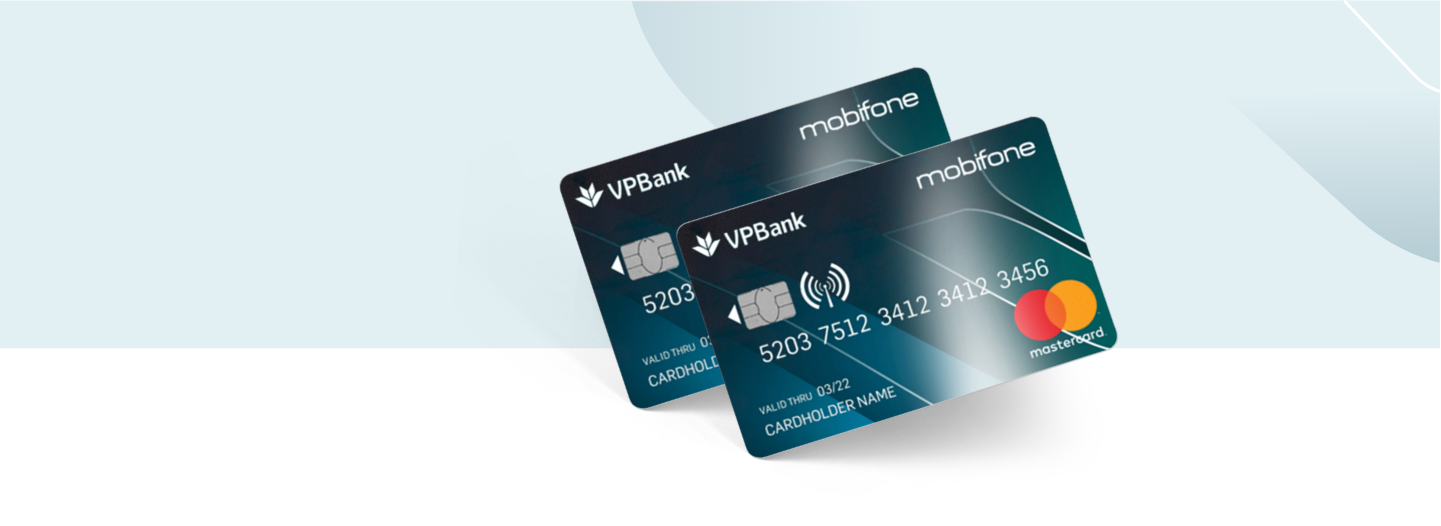 mobifone
VPBank
5203
VALID THRU 03
CARDHOLD
mobifone
VPBank
5203 7512 3412 3412 3456
mastercard.
VALID THRU 03/22
CARDHOLDER NAME